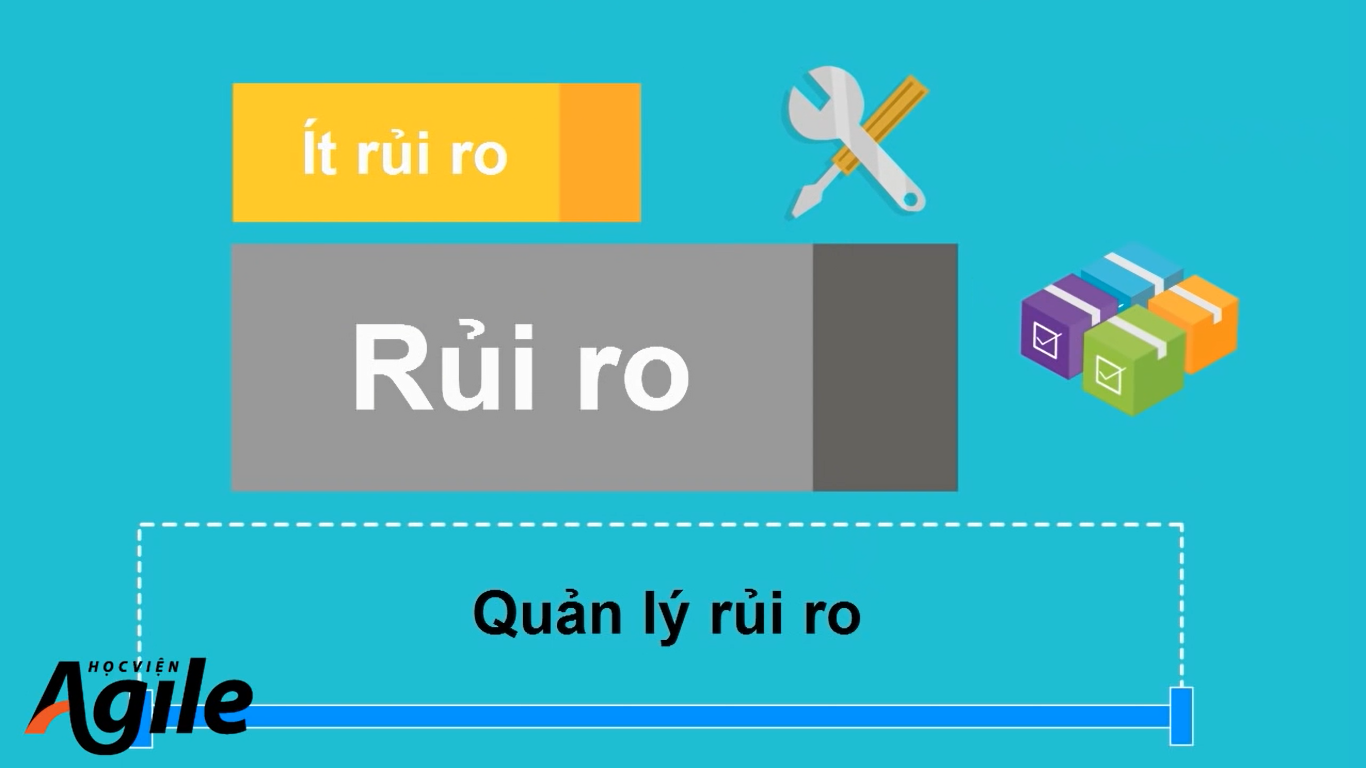 Ít rủi ro
Rủi ro
Quản lý rủi ro
HỌC VIỆN
Agile